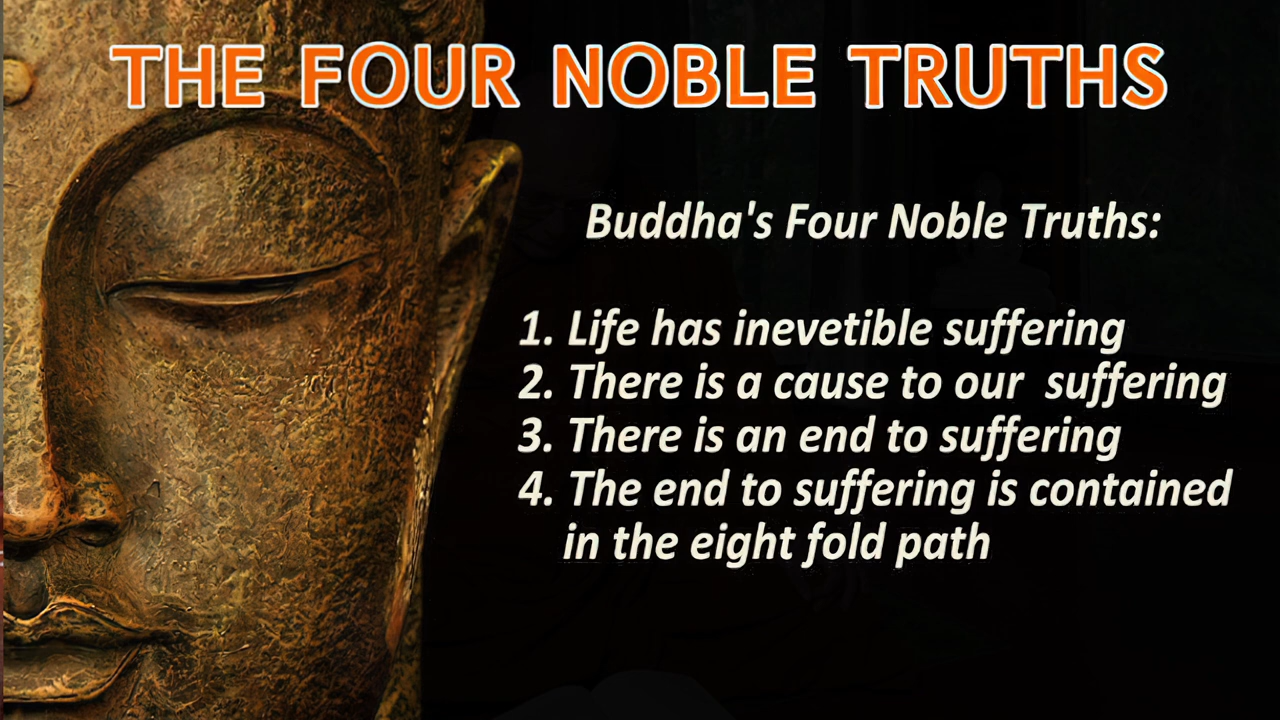 THE FOUR NOBLE TRUTHS
Buddha's Four Noble Truths:
1. Life has inevetible suffering
2. There is a cause to our  suffering
3. There is an end to suffering
4. The end to suffering is contained
in the eight fold path